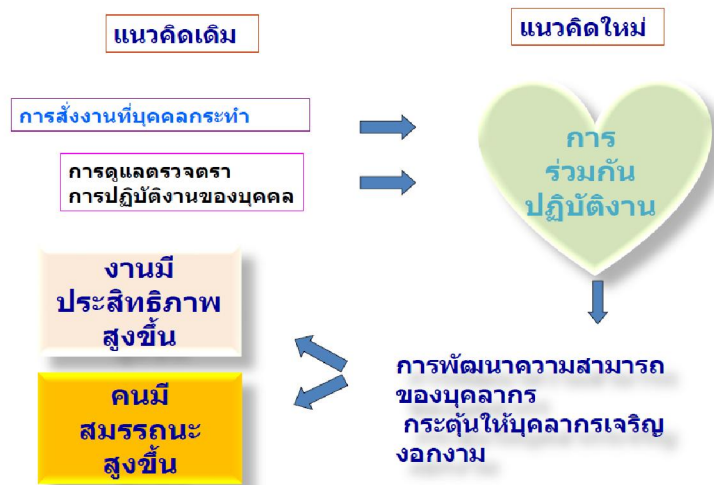 แนวคิดเดิม
แนวคิดใหม่
การสั่งงานที่บุคคลกระทำ
การดูแลตรวจตรา
การปฏิบัติงานของบุคคล
การ
ร่วมกัน
ปฏิบัติงาน
งานมี
ประสิทธิภาพ
สูงขึ้น
คนมี
สมรรถนะ
สูงขึ้น
การพัฒนาความสามารถ
ของบุคลากร
กระตุ้นให้บุคลากรเจริญ
งอกงาม